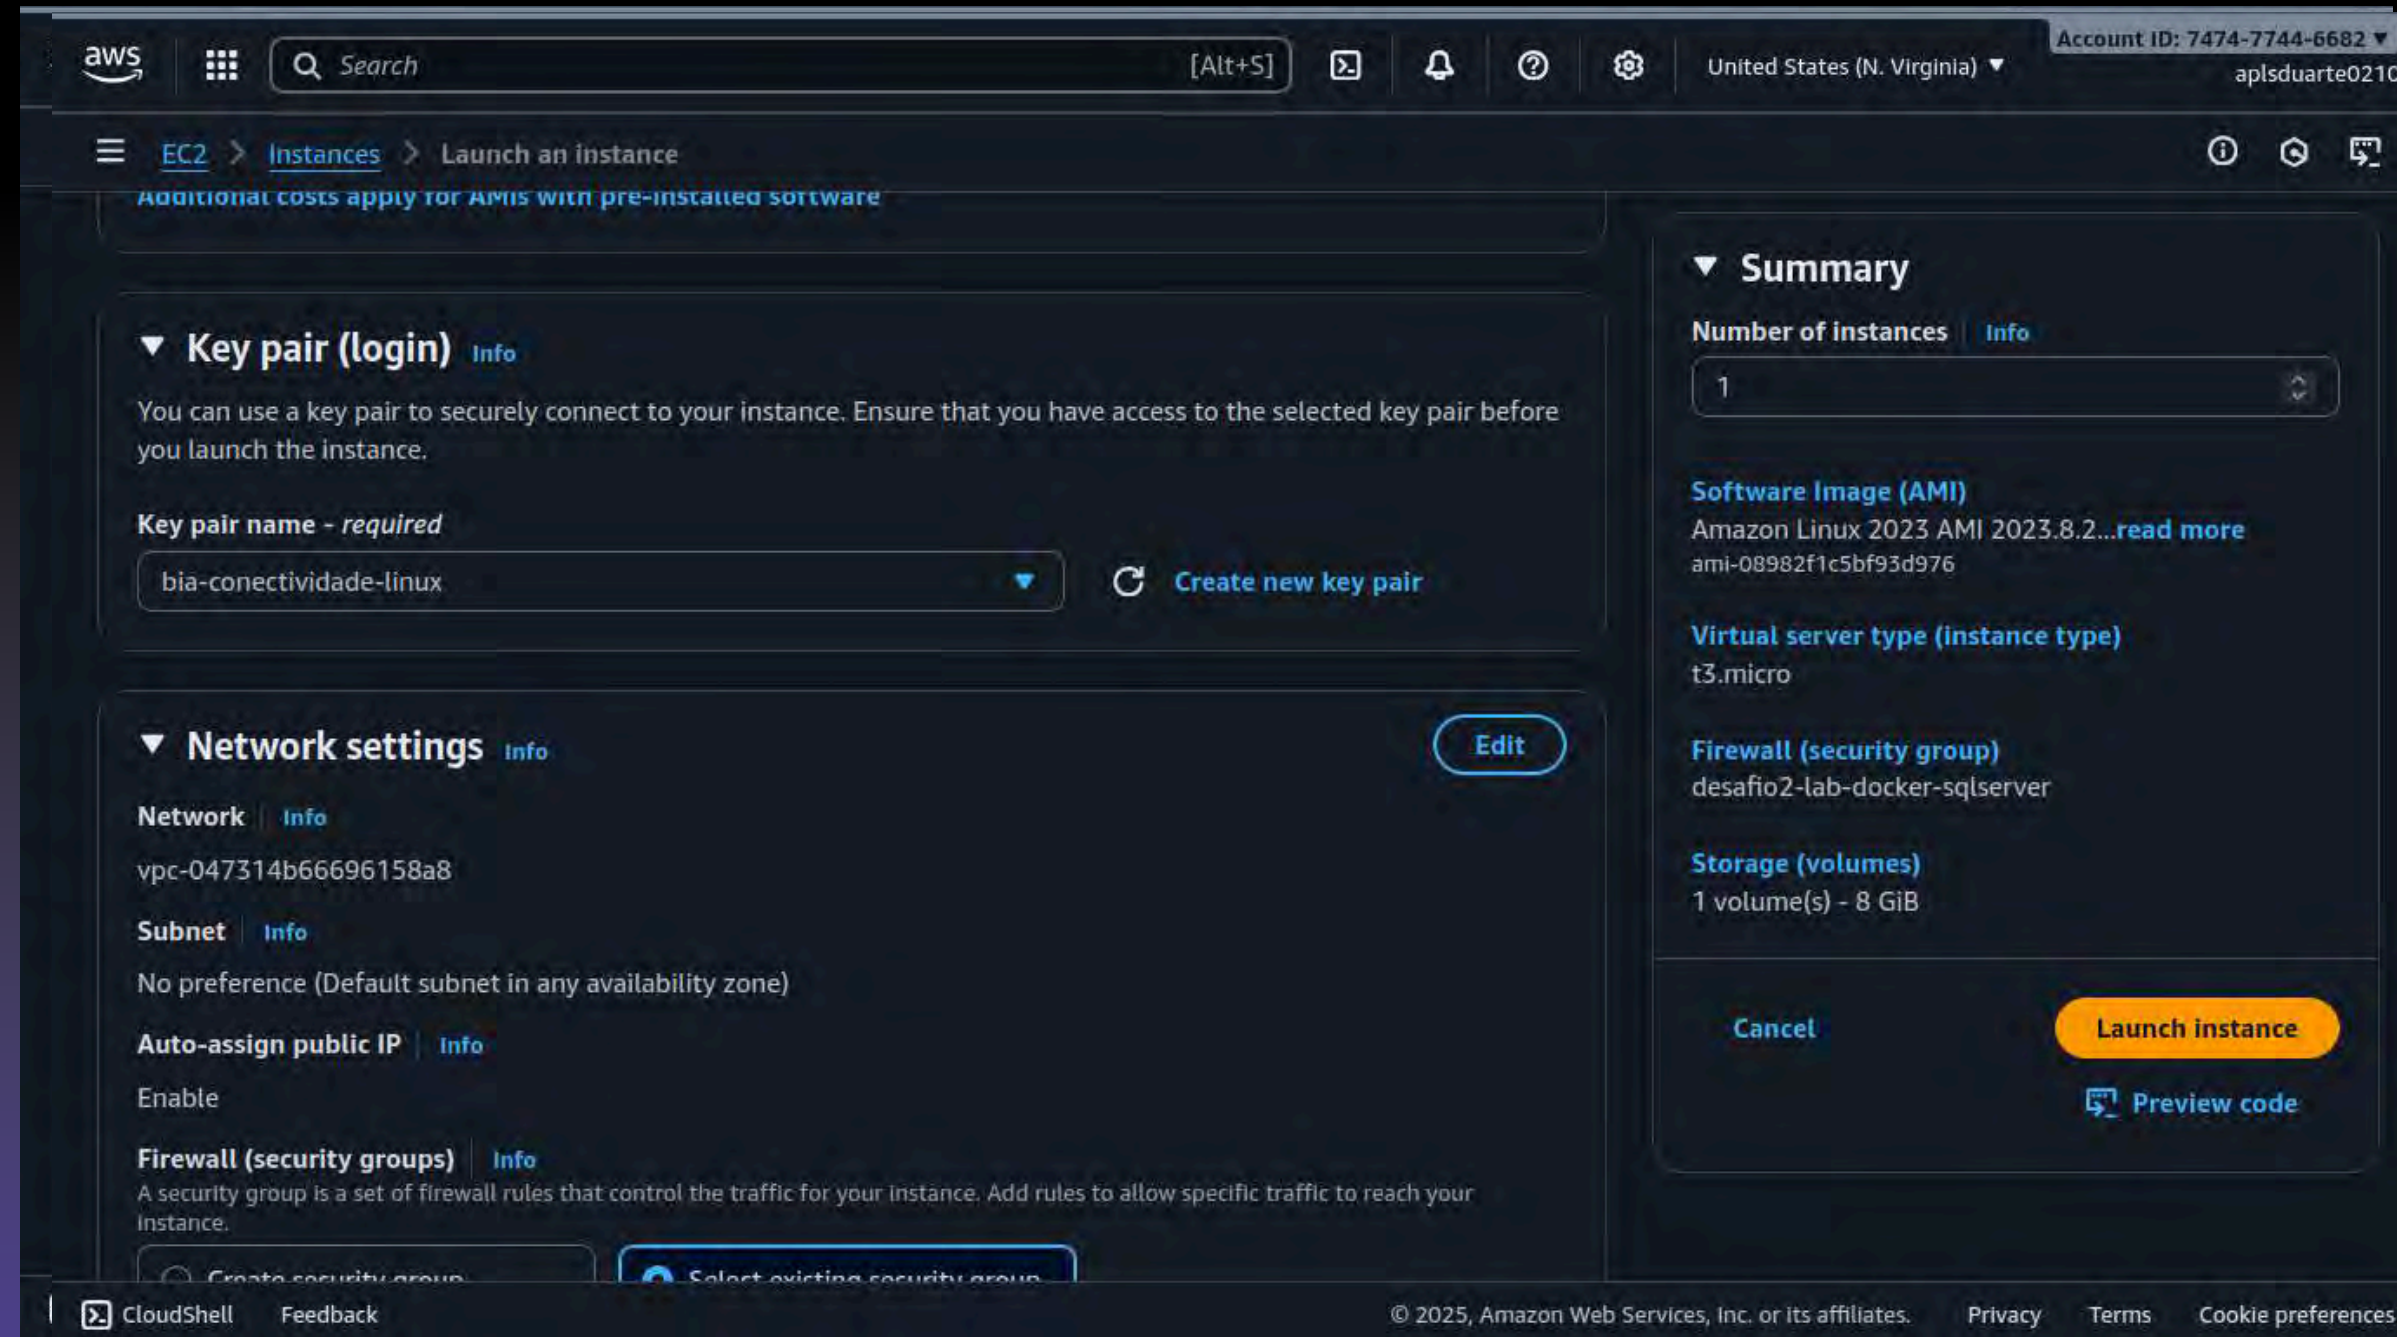 aws
Search [Alt+S]
United States (N. Virginia) ▼
Account ID: 7474-7744-6682 ▼
aplsduarte0210
EC2 > Instances > Launch an instance
Additional costs apply for AMIs with pre-installed software
▼ Key pair (login) Info
You can use a key pair to securely connect to your instance. Ensure that you have access to the selected key pair before
you launch the instance.
Key pair name - required
bia-conectividade-linux
Create new key pair
▼ Network settings Info
Edit
Network Info
vpc-047314b66696158a8
Subnet Info
No preference (Default subnet in any availability zone)
Auto-assign public IP Info
Enable
Firewall (security groups) Info
A security group is a set of firewall rules that control the traffic for your instance. Add rules to allow specific traffic to reach your
instance.
Create security group
Select existing security group
▼ Summary
Number of instances Info
1
Software Image (AMI)
Amazon Linux 2023 AMI 2023.8.2...read more
ami-08982f1c5bf93d976
Virtual server type (instance type)
t3.micro
Firewall (security group)
desafio2-lab-docker-sqlserver
Storage (volumes)
1 volume(s) - 8 GiB
Cancel
Launch instance
Preview code
CloudShell Feedback
© 2025, Amazon Web Services, Inc. or its affiliates. Privacy Terms Cookie preferences